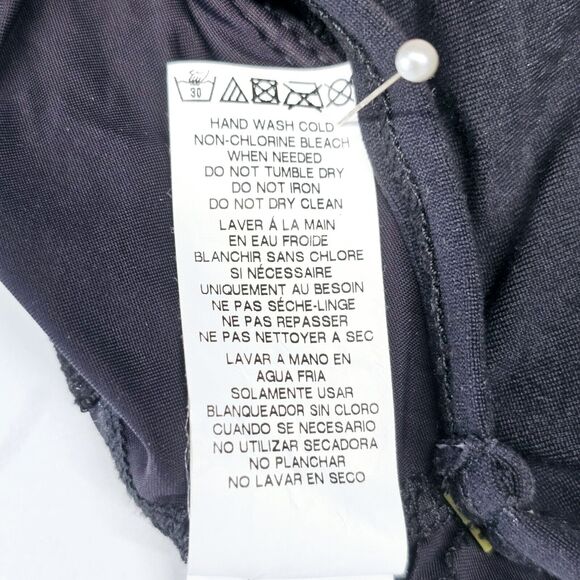 30
HAND WASH COLD
NON-CHLORINE BLEACH
WHEN NEEDED
DO NOT TUMBLE DRY
DO NOT IRON
DO NOT DRY CLEAN
LAVER Á LA MAIN
EN EAU FROIDE
BLANCHIR SANS CHLORE
SI NÉCESSAIRE
UNIQUEMENT AU BESOIN
NE PAS SÉCHE-LINGE
NE PAS REPASSER
NE PAS NETTOYER A SEC
LAVAR A MANO EN
AGUA FRIA
SOLAMENTE USAR
BLANQUEADOR SIN CLORO
CUANDO SE NECESARIO
NO UTILIZAR SECADORA
NO PLANCHAR
NO LAVAR EN SECO